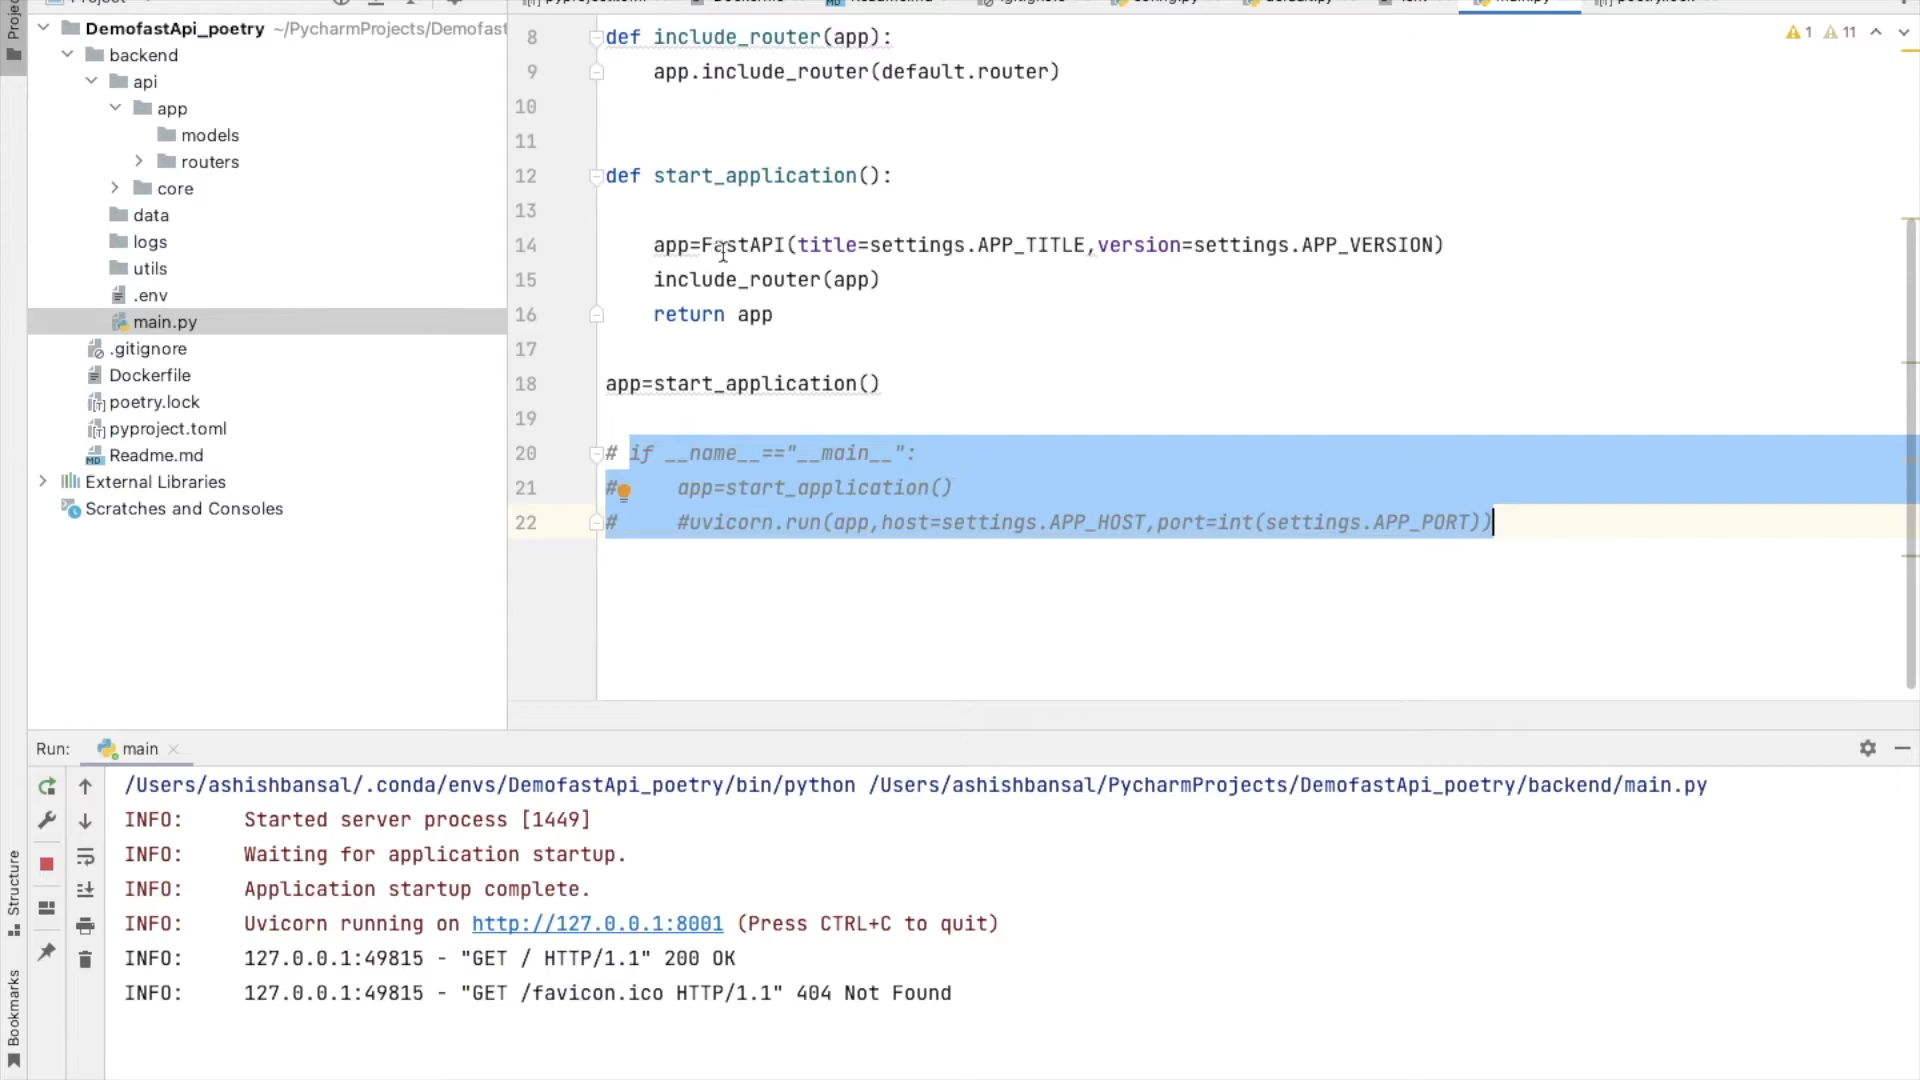 Project
DemofastApi_poetry ~/PycharmProjects/Demofast
backend
api
app
models
routers
core
data
logs
utils
.env
main.py
.gitignore
Dockerfile
poetry.lock
pyproject.toml
Readme.md
External Libraries
Scratches and Consoles
1 11
8 def include_router(app):
9 app.include_router(default.router)
10
11
12 def start_application():
13
14 app=FastAPI(title=settings.APP_TITLE,version=settings.APP_VERSION)
15 include_router(app)
16 return app
17
18 app=start_application()
19
20 # if __name__=="__main__":
21 # app=start_application()
22 # #uvicorn.run(app,host=settings.APP_HOST,port=int(settings.APP_PORT))
Run: main
/Users/ashishbansal/.conda/envs/DemofastApi_poetry/bin/python /Users/ashishbansal/PycharmProjects/DemofastApi_poetry/backend/main.py
INFO: Started server process [1449]
INFO: Waiting for application startup.
INFO: Application startup complete.
INFO: Uvicorn running on http://127.0.0.1:8001 (Press CTRL+C to quit)
INFO: 127.0.0.1:49815 - "GET / HTTP/1.1" 200 OK
INFO: 127.0.0.1:49815 - "GET /favicon.ico HTTP/1.1" 404 Not Found
Structure
Bookmarks